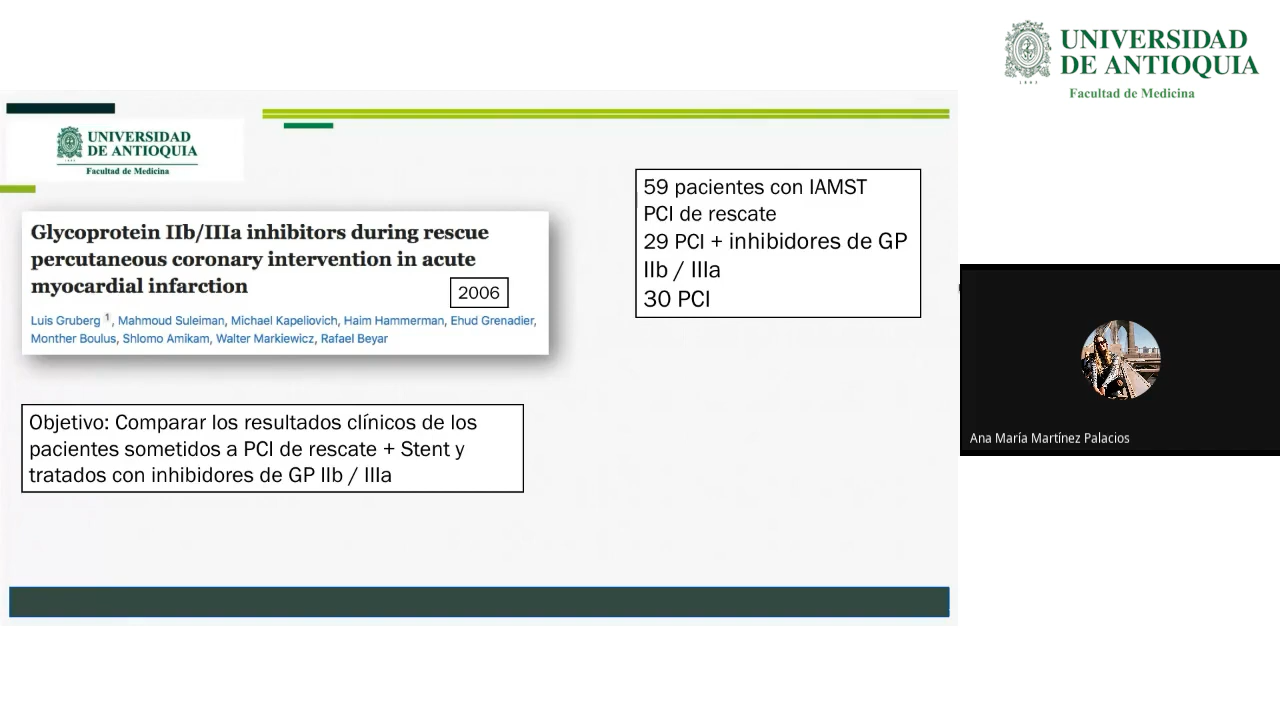 UNIVERSIDAD
DE ANTIOQUIA
Facultad de Medicina
UNIVERSIDAD
DE ANTIOQUIA
Facultad de Medicina
Glycoprotein IIb/IIIa inhibitors during rescue
percutaneous coronary intervention in acute
myocardial infarction
2006
Luis Gruberg 1, Mahmoud Suleiman, Michael Kapeliovich, Haim Hammerman, Ehud Grenadier,
Monther Boulus, Shlomo Amikam, Walter Markiewicz, Rafael Beyar
59 pacientes con IAMST
PCI de rescate
29 PCI + inhibidores de GP
IIb / IIIa
30 PCI
Objetivo: Comparar los resultados clínicos de los
pacientes sometidos a PCI de rescate + Stent y
tratados con inhibidores de GP IIb / IIIa
Ana María Martínez Palacios